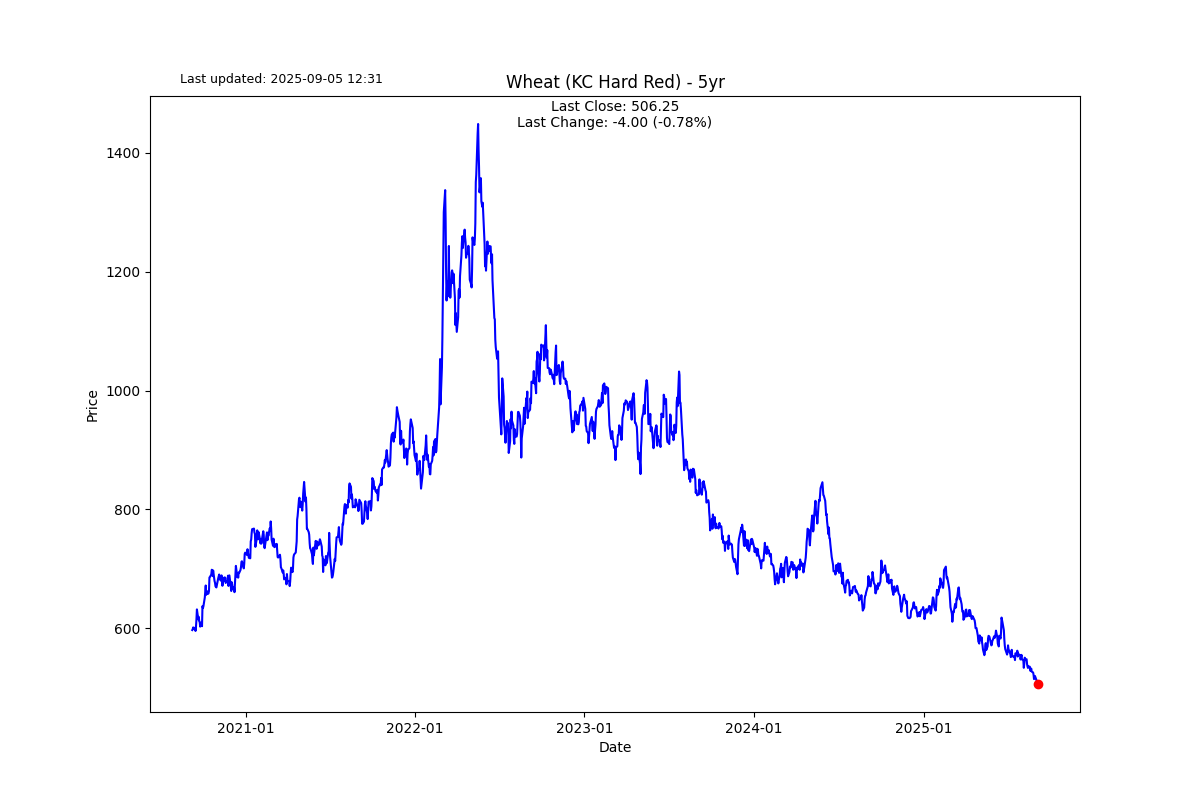 Last updated: 2025-09-05 12:31
Wheat (KC Hard Red) - 5yr
Last Close: 506.25
Last Change: -4.00 (-0.78%)
1400
1200
1000
800
600
Price
2021-01
2022-01
2023-01
2024-01
2025-01
Date